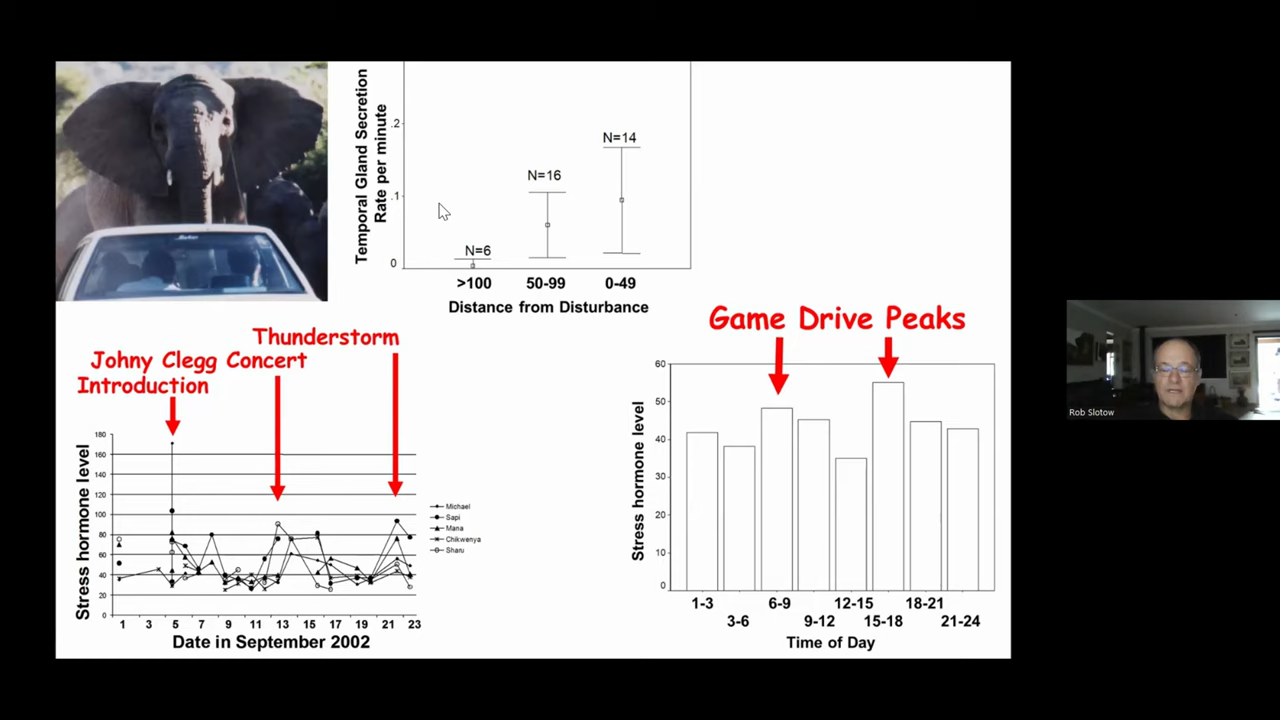 Temporal Gland Secretion
Rate per minute
.2
.1
0
N=6
N=16
N=14
>100
50-99
0-49
Distance from Disturbance
Thunderstorm
Johny Clegg Concert
Introduction
Stress hormone level
180
160
140
120
100
80
60
40
20
0
1 3 5 7 9 11 13 15 17 19 21 23
Date in September 2002
Michael
Sapi
Mana
Chikwenya
Sharu
Game Drive Peaks
Stress hormone level
60
50
40
30
20
10
0
1-3 6-9 12-15 18-21
3-6 9-12 15-18 21-24
Time of Day
Rob Slotow